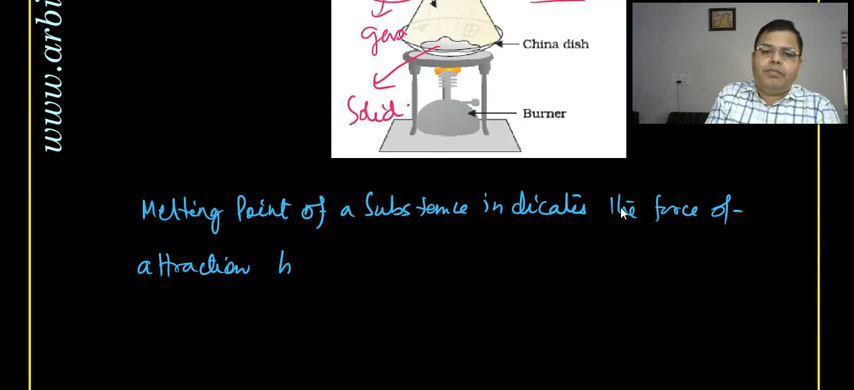 www.arbi
gas
China dish
Solid.
Burner
Melting Point of a Substance indicates the force of
attraction b